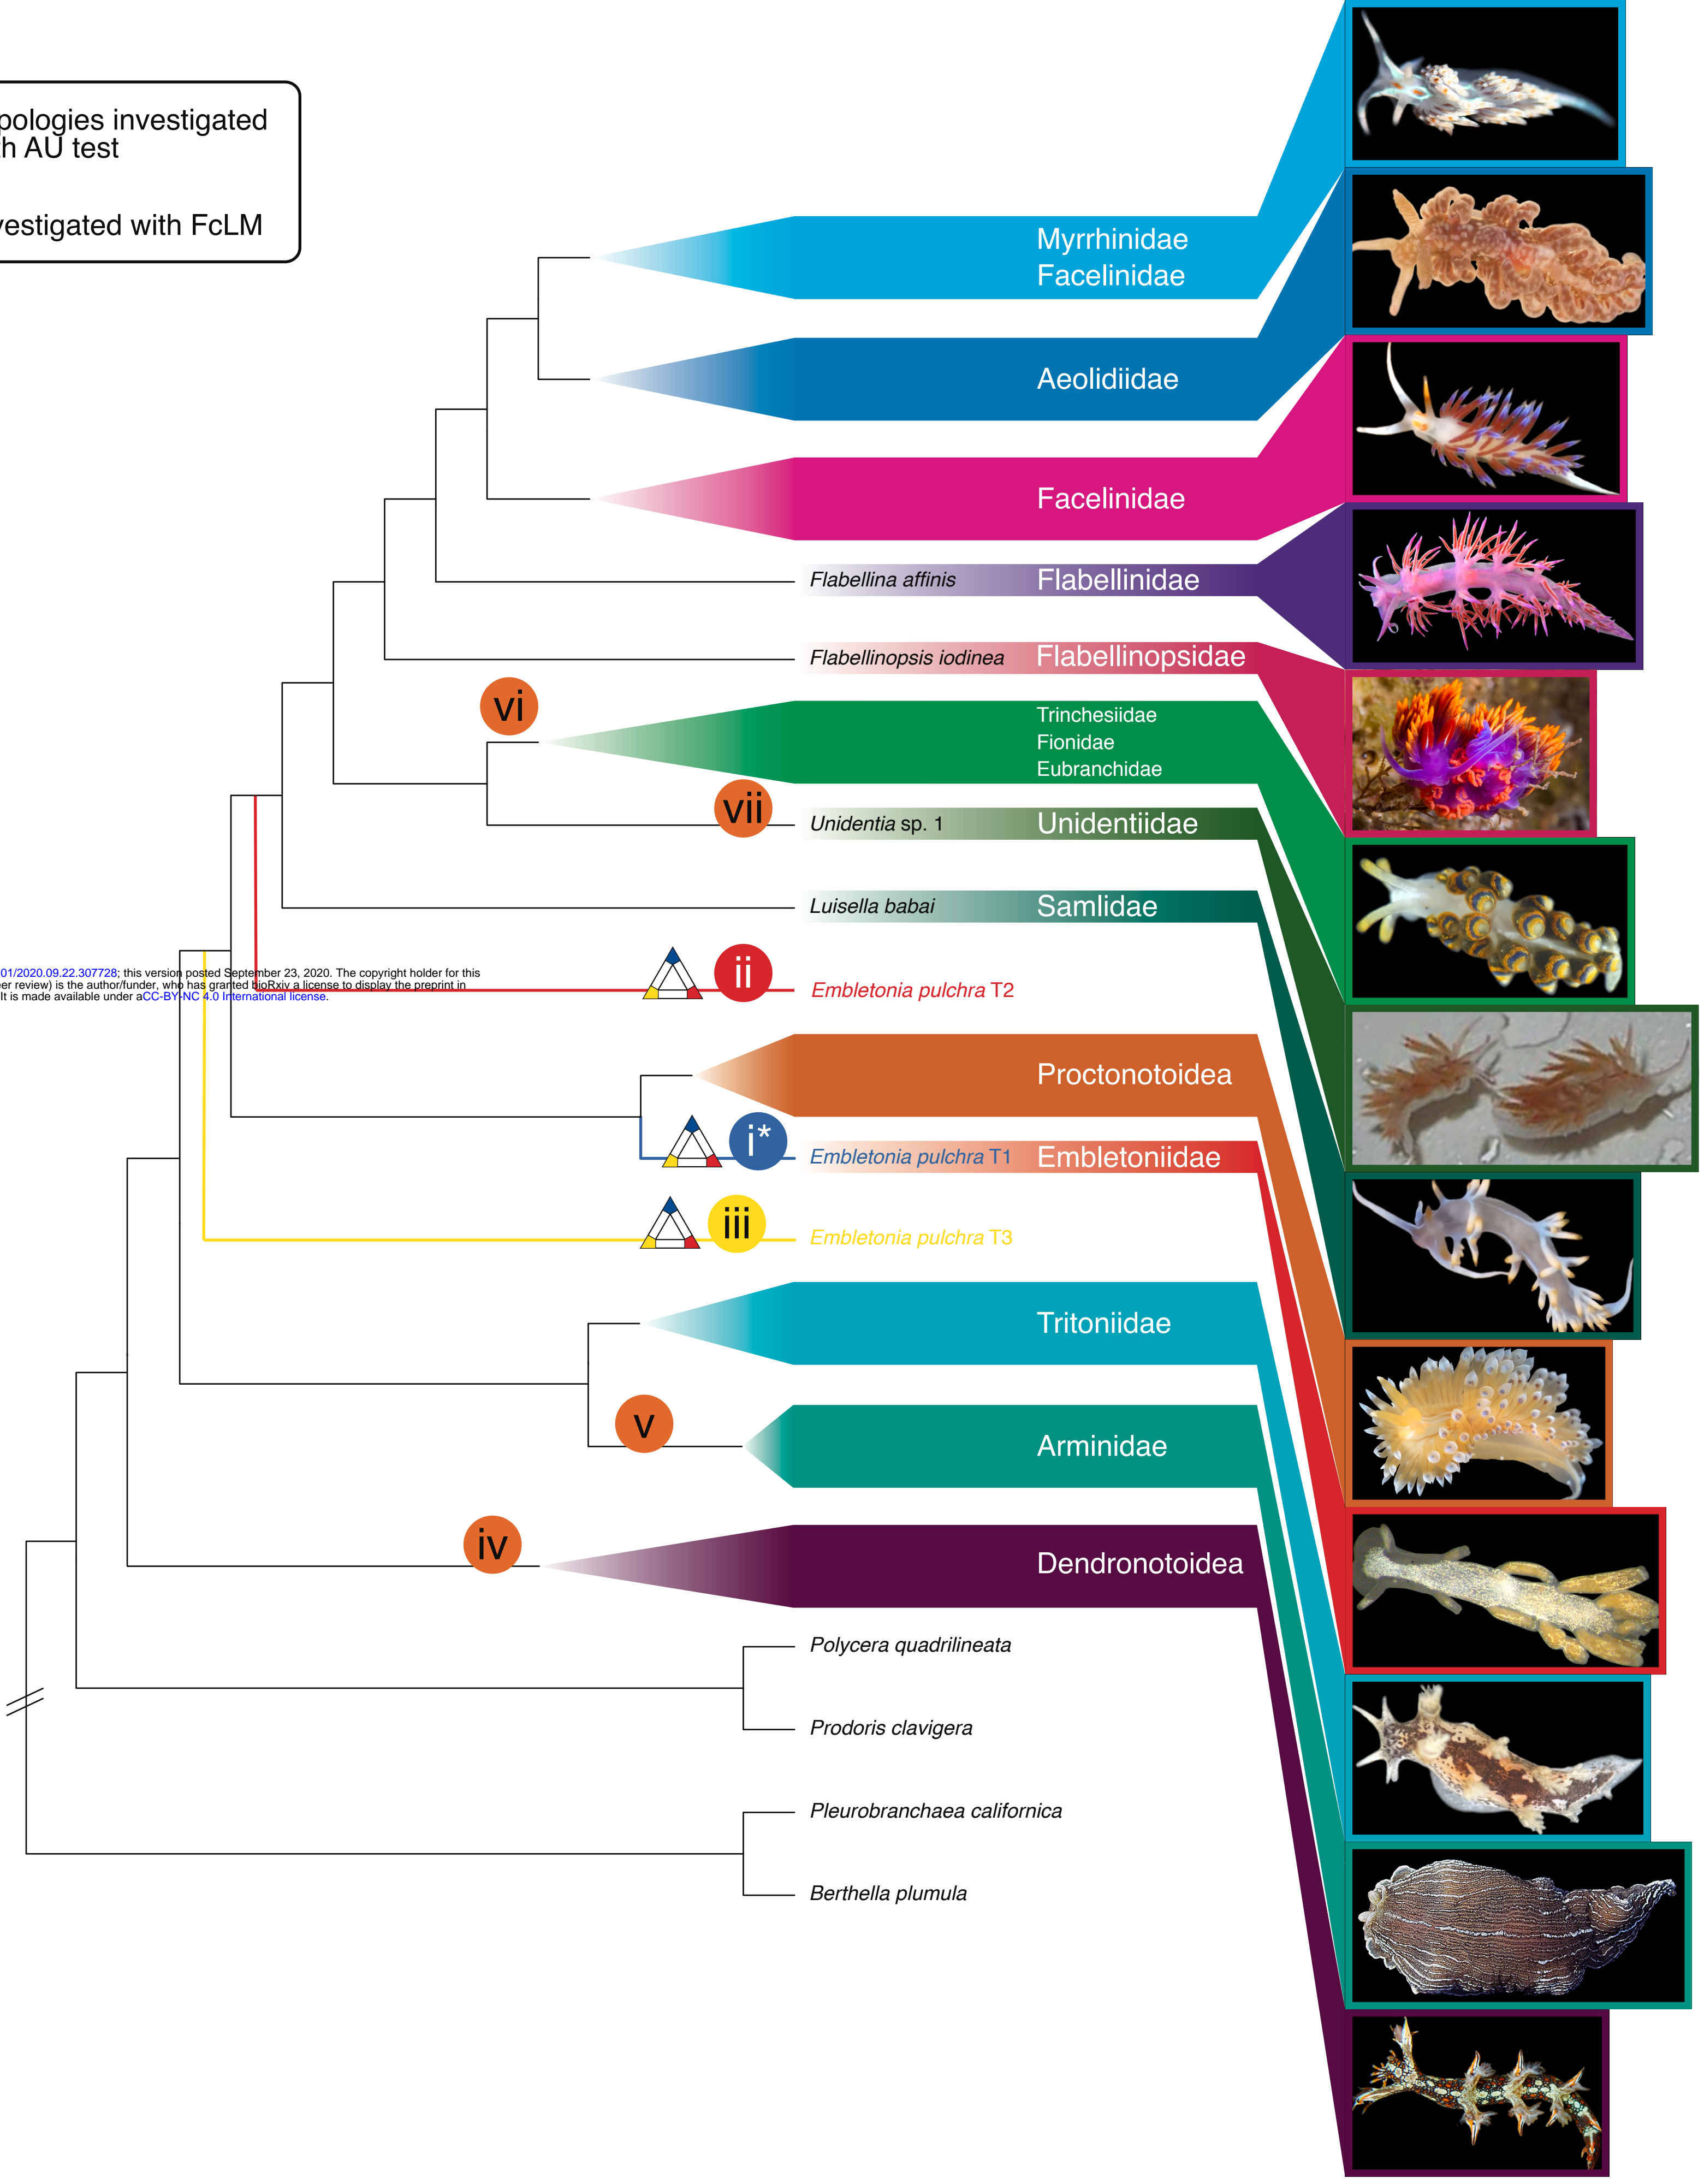 pologies investigated
h AU test
vestigated with FcLM
Myrrhinidae
Facelinidae
Aeolidiidae
Facelinidae
Flabellina affinis Flabellinidae
Flabellinopsis iodinea Flabellinopsidae
vi
Trinchesiidae
Fionidae
Eubranchidae
vii
Unidentia sp. 1 Unidentiidae
Luisella babai Samlidae
01/2020.09.22.307728; this version posted September 23, 2020. The copyright holder for this
er review) is the author/funder, who has granted bioRxiv a license to display the preprint in
It is made available under aCC-BY-NC 4.0 International license.
ii
Embletonia pulchra T2
Proctonotoidea
i*
Embletonia pulchra T1 Embletoniidae
iii
Embletonia pulchra T3
Tritoniidae
v
Arminidae
iv
Dendronotoidea
Polycera quadrilineata
Prodoris clavigera
Pleurobranchaea californica
Berthella plumula